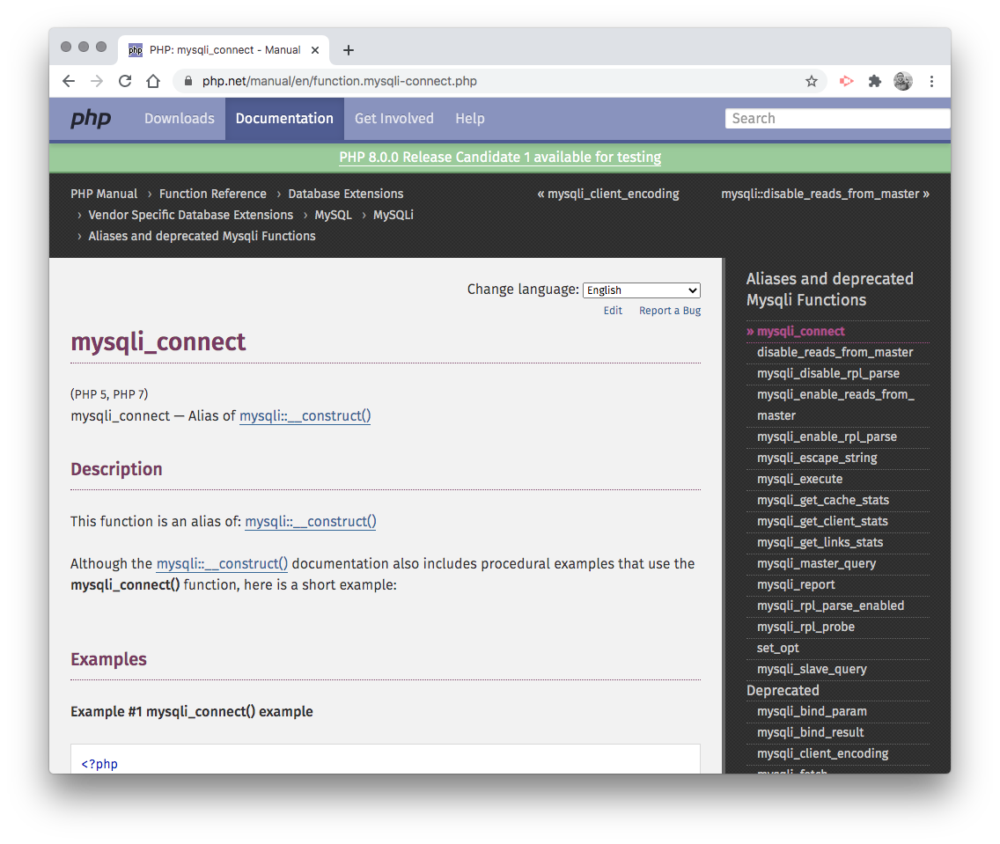 php PHP: mysqli_connect - Manual
php.net/manual/en/function.mysqli-connect.php
php Downloads Documentation Get Involved Help Search
PHP 8.0.0 Release Candidate 1 available for testing
PHP Manual › Function Reference › Database Extensions
› Vendor Specific Database Extensions › MySQL › MySQLi
› Aliases and deprecated Mysqli Functions
« mysqli_client_encoding mysqli::disable_reads_from_master »
Change language: English
Edit Report a Bug
mysqli_connect
(PHP 5, PHP 7)
mysqli_connect — Alias of mysqli::__construct()
Description
This function is an alias of: mysqli::__construct()
Although the mysqli::__construct() documentation also includes procedural examples that use the
mysqli_connect() function, here is a short example:
Examples
Example #1 mysqli_connect() example
<?php
Aliases and deprecated
Mysqli Functions
» mysqli_connect
disable_reads_from_master
mysqli_disable_rpl_parse
mysqli_enable_reads_from_
master
mysqli_enable_rpl_parse
mysqli_escape_string
mysqli_execute
mysqli_get_cache_stats
mysqli_get_client_stats
mysqli_get_links_stats
mysqli_master_query
mysqli_report
mysqli_rpl_parse_enabled
mysqli_rpl_probe
set_opt
mysqli_slave_query
Deprecated
mysqli_bind_param
mysqli_bind_result
mysqli_client_encoding
mysqli_fetch